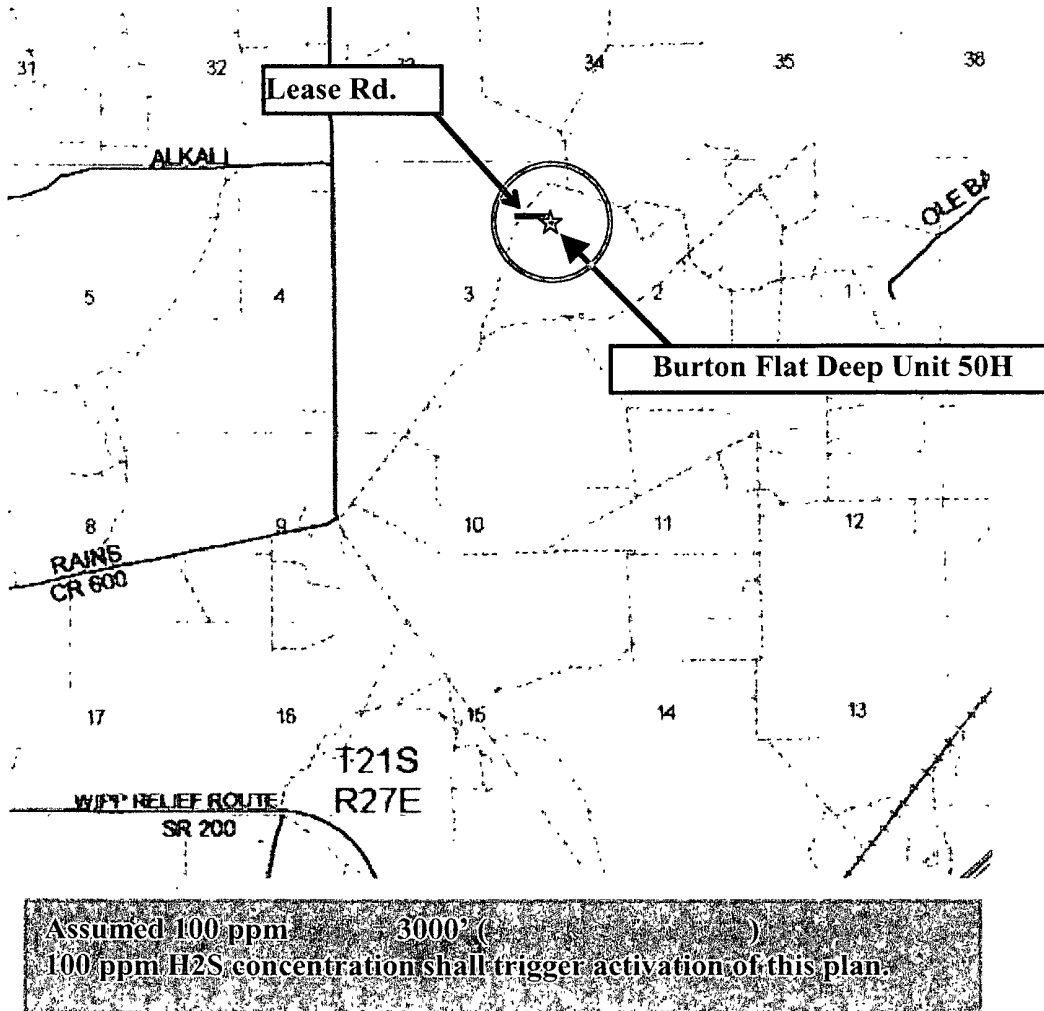 31 32 34 35 36
Lease Rd.
ALKALI
OLE BA
5 4 3 2 1
Burton Flat Deep Unit 50H
8 9 10 11 12
RAINS
CR 600
17 16 15 14 13
T21S
R27E
WIPP RELIEF ROUTE
SR 200
Assumed 100 ppm 3000' ( )
100 ppm H2S concentration shall trigger activation of this plan.